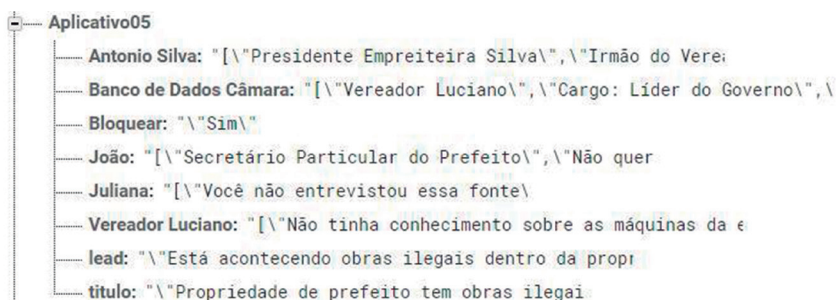 Aplicativo05
Antonio Silva: "[\"Presidente Empreiteira Silva\",\"Irmão do
Banco de Dados Câmara: "[\"Vereador Luciano\",\"Cargo: Líder do Governo\",\
Bloquear: "\"Sim\"
João: "[\"Secretário Particular do Prefeito\",\"Não quer
Juliana: "[\"Você não entrevistou essa fonte\
Vereador Luciano: "[\"Não tinha conhecimento sobre as máquinas da
lead: "\"Está acontecendo obras ilegais dentro da
titulo: "\"Propriedade de prefeito tem obras ilegai